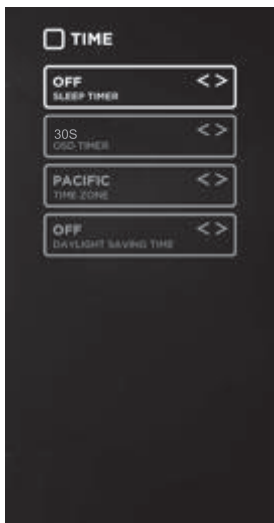 TIME
OFF < >
SLEEP TIMER
30S < >
OSD TIMER
PACIFIC < >
TIME ZONE
OFF < >
DAYLIGHT SAVING TIME